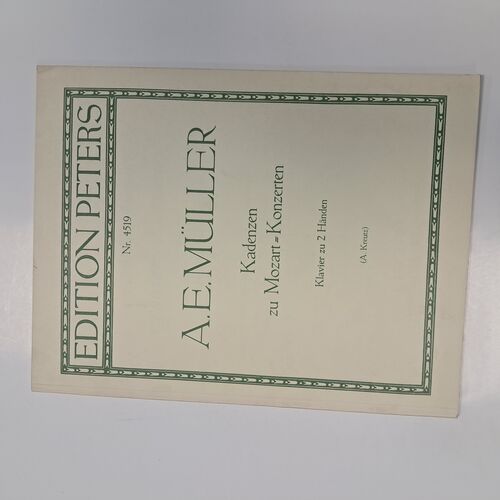 EDITION PETERS
Nr. 4519
A. E. MÜLLER
Kadenzen
zu Mozart=Konzerten
Klavier zu 2 Händen
(A. Kreutz)